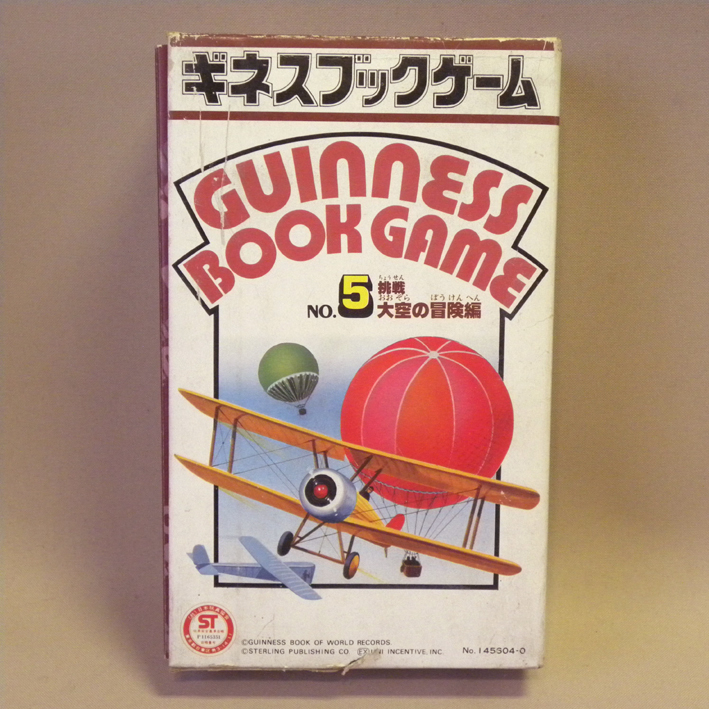 ギネスブックゲーム
GUINNESS
BOOK GAME
ちょうせん
挑戦
おおぞら ぼうけんへん
NO.5 大空の冒険編
ST
©GUINNESS BOOK OF WORLD RECORDS.
©STERLING PUBLISHING CO. UNI INCENTIVE, INC.
No. 145304-0